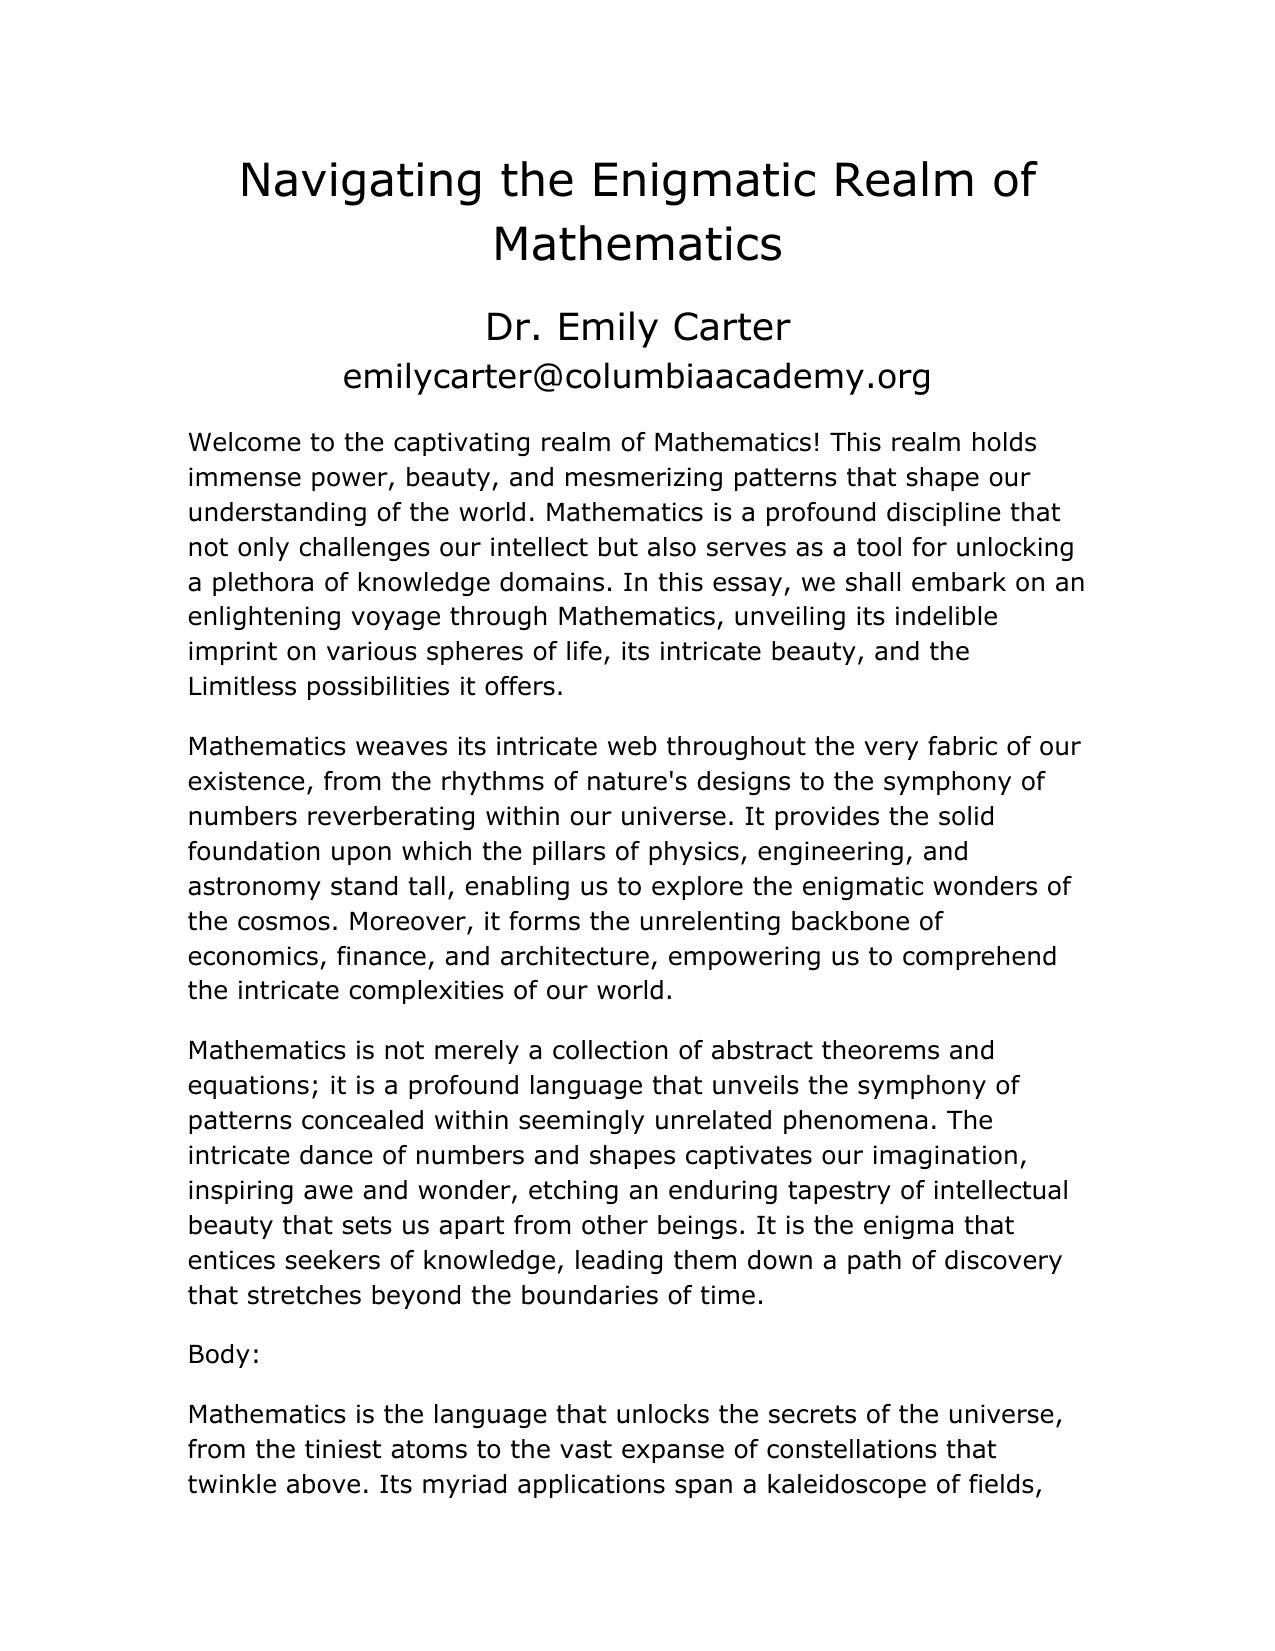 Navigating the Enigmatic Realm of
Mathematics
Dr. Emily Carter
emilycarter@columbiaacademy.org
Welcome to the captivating realm of Mathematics! This realm holds
immense power, beauty, and mesmerizing patterns that shape our
understanding of the world. Mathematics is a profound discipline that
not only challenges our intellect but also serves as a tool for unlocking
a plethora of knowledge domains. In this essay, we shall embark on an
enlightening voyage through Mathematics, unveiling its indelible
imprint on various spheres of life, its intricate beauty, and the
Limitless possibilities it offers.
Mathematics weaves its intricate web throughout the very fabric of our
existence, from the rhythms of nature's designs to the symphony of
numbers reverberating within our universe. It provides the solid
foundation upon which the pillars of physics, engineering, and
astronomy stand tall, enabling us to explore the enigmatic wonders of
the cosmos. Moreover, it forms the unrelenting backbone of
economics, finance, and architecture, empowering us to comprehend
the intricate complexities of our world.
Mathematics is not merely a collection of abstract theorems and
equations; it is a profound language that unveils the symphony of
patterns concealed within seemingly unrelated phenomena. The
intricate dance of numbers and shapes captivates our imagination,
inspiring awe and wonder, etching an enduring tapestry of intellectual
beauty that sets us apart from other beings. It is the enigma that
entices seekers of knowledge, leading them down a path of discovery
that stretches beyond the boundaries of time.
Body:
Mathematics is the language that unlocks the secrets of the universe,
from the tiniest atoms to the vast expanse of constellations that
twinkle above. Its myriad applications span a kaleidoscope of fields,